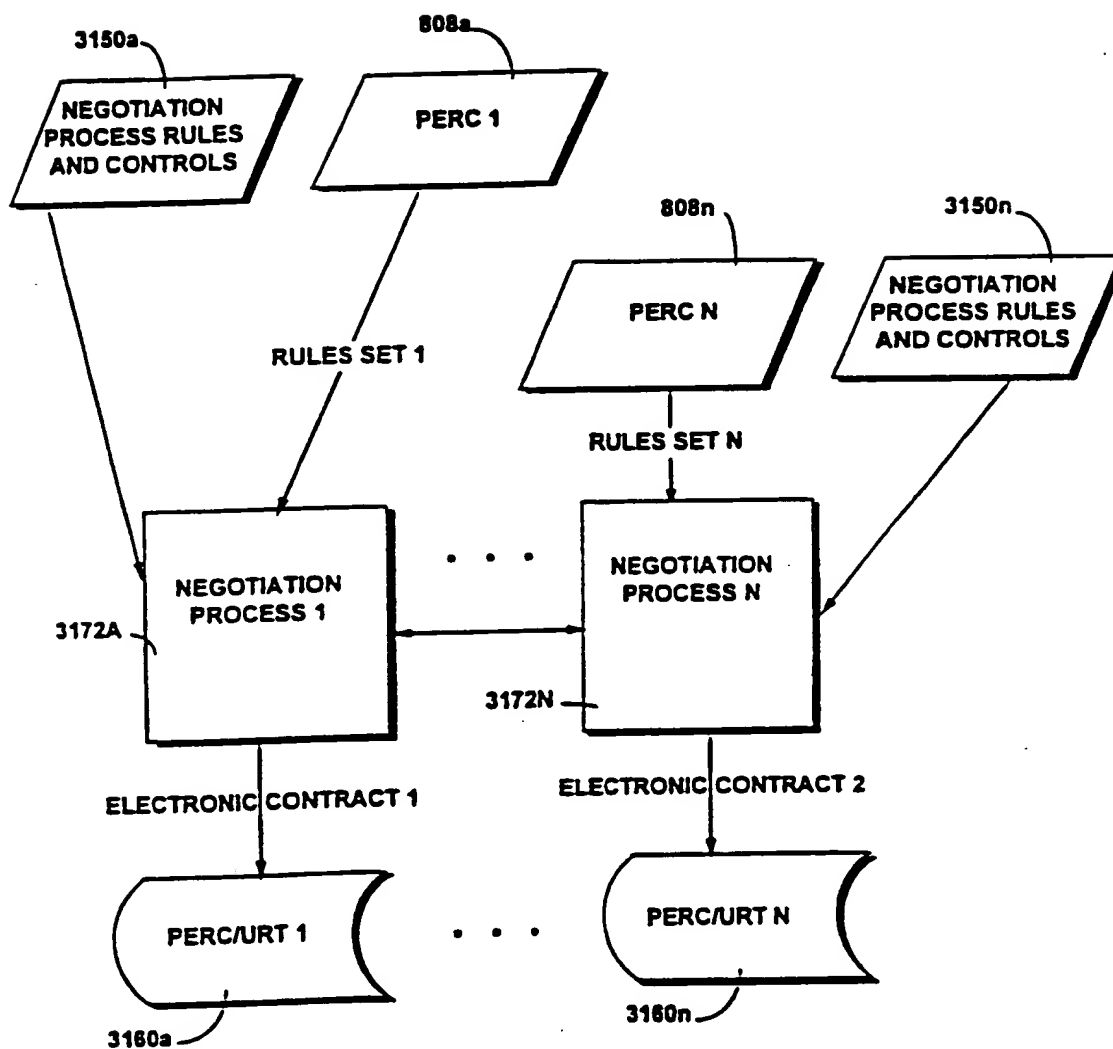 3150a
808a
NEGOTIATION
PROCESS RULES
AND CONTROLS
PERC 1
808n
3150n
PERC N
NEGOTIATION
PROCESS RULES
AND CONTROLS
RULES SET 1
RULES SET N
NEGOTIATION
PROCESS 1
NEGOTIATION
PROCESS N
3172A
3172N
ELECTRONIC CONTRACT 1
ELECTRONIC CONTRACT 2
PERC/URT 1
PERC/URT N
3160a
3160n